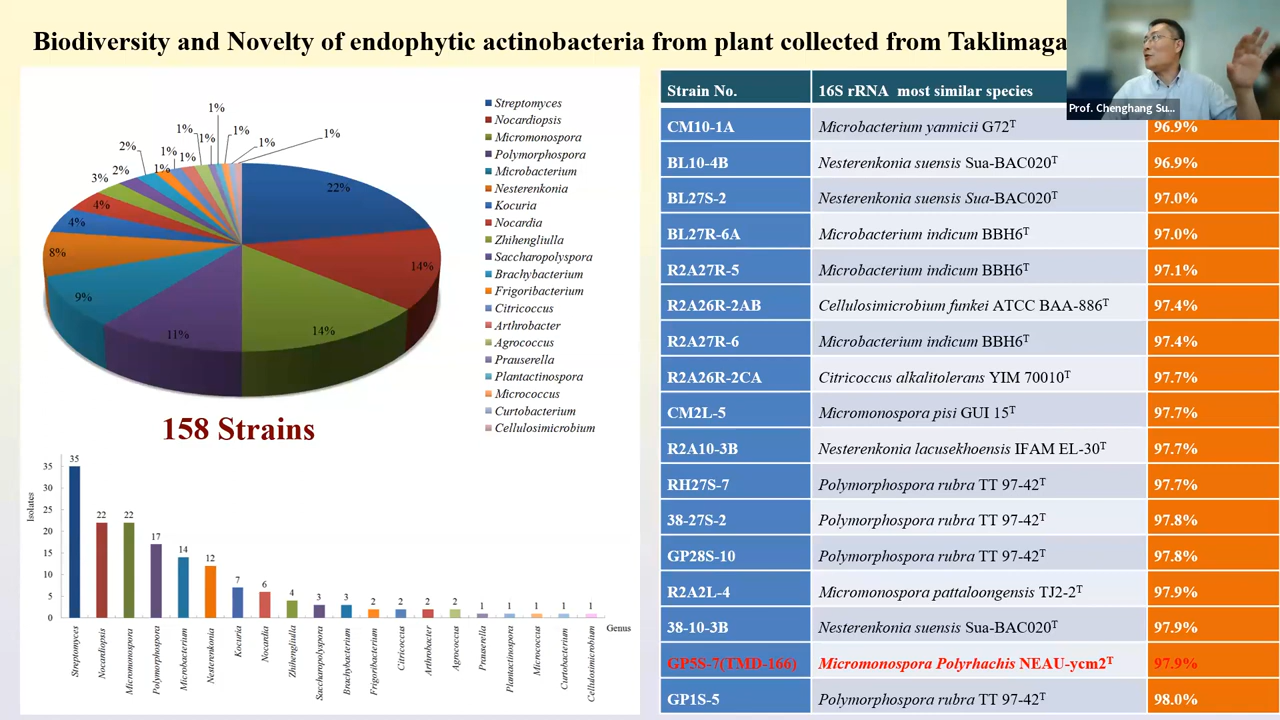 Biodiversity and Novelty of endophytic actinobacteria from plant collected from Taklimaga
Prof. Chenghang Su...
1%
1%
1%
1%
1%
1%
2%
1%
1%
1%
2%
3%
4%
4%
8%
9%
11%
14%
14%
22%
Streptomyces
Nocardiopsis
Micromonospora
Polymorphospora
Microbacterium
Nesterenkonia
Kocuria
Nocardia
Zhihengliulla
Saccharopolyspora
Brachybacterium
Frigoribacterium
Citricoccus
Arthrobacter
Agrococcus
Prauserella
Plantactinospora
Micrococcus
Curtobacterium
Cellulosimicrobium
158 Strains
Isolates
35
30
25
20
15
10
5
0
35
22
22
17
14
12
7
6
4
3
3
2
2
2
2
1
1
1
1
1
Genus
Streptomyces
Nocardiopsis
Micromonospora
Polymorphospora
Microbacterium
Nesterenkonia
Kocuria
Nocardia
Zhihengliulla
Saccharopolyspora
Brachybacterium
Frigoribacterium
Citricoccus
Arthrobacter
Agrococcus
Prauserella
Plantactinospora
Micrococcus
Curtobacterium
Cellulosimicrobium
Strain No. 16S rRNA most similar species
CM10-1A Microbacterium yannicii G72T 96.9%
BL10-4B Nesterenkonia suensis Sua-BAC020T 96.9%
BL27S-2 Nesterenkonia suensis Sua-BAC020T 97.0%
BL27R-6A Microbacterium indicum BBH6T 97.0%
R2A27R-5 Microbacterium indicum BBH6T 97.1%
R2A26R-2AB Cellulosimicrobium funkei ATCC BAA-886T 97.4%
R2A27R-6 Microbacterium indicum BBH6T 97.4%
R2A26R-2CA Citricoccus alkalitolerans YIM 70010T 97.7%
CM2L-5 Micromonospora pisi GUI 15T 97.7%
R2A10-3B Nesterenkonia lacusekhoensis IFAM EL-30T 97.7%
RH27S-7 Polymorphospora rubra TT 97-42T 97.7%
38-27S-2 Polymorphospora rubra TT 97-42T 97.8%
GP28S-10 Polymorphospora rubra TT 97-42T 97.8%
R2A2L-4 Micromonospora pattaloongensis TJ2-2T 97.9%
38-10-3B Nesterenkonia suensis Sua-BAC020T 97.9%
GP5S-7(TMD-166) Micromonospora Polyrhachis NEAU-ycm2T 97.9%
GP1S-5 Polymorphospora rubra TT 97-42T 98.0%